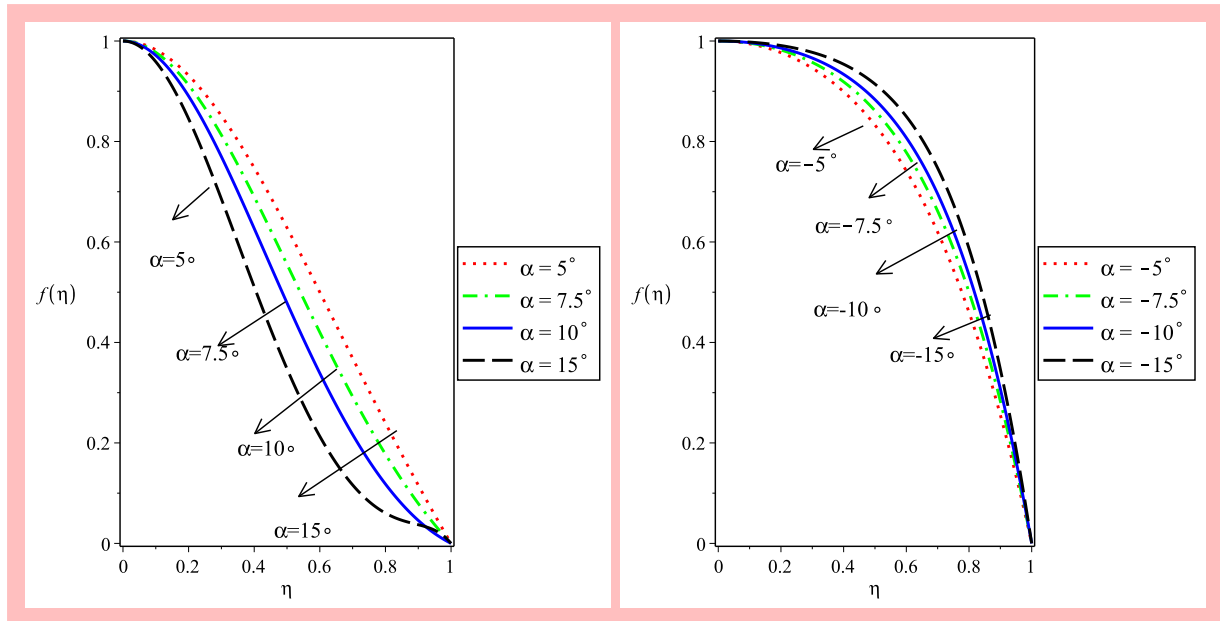 1
0.8
0.6
f(η)
0.4
0.2
0
0 0.2 0.4 0.6 0.8 1
η
α=5∘
α=7.5∘
α=10∘
α=15∘
α = 5°
α = 7.5°
α = 10°
α = 15°
1
0.8
0.6
f(η)
0.4
0.2
0
0 0.2 0.4 0.6 0.8 1
η
α=−5°
α=−7.5°
α=-10∘
α=-15∘
α = −5°
α = −7.5°
α = −10°
α = −15°